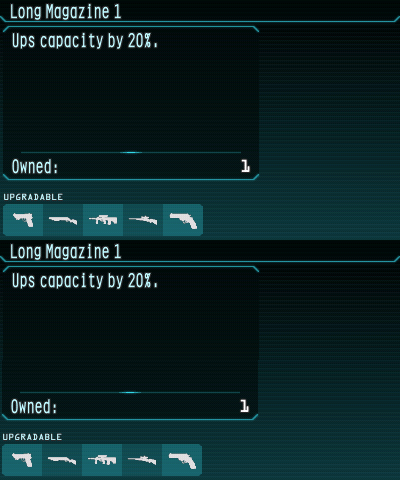 Long Magazine 1
Ups capacity by 20%.
Owned: 1
UPGRADABLE
Long Magazine 1
Ups capacity by 20%.
Owned: 1
UPGRADABLE